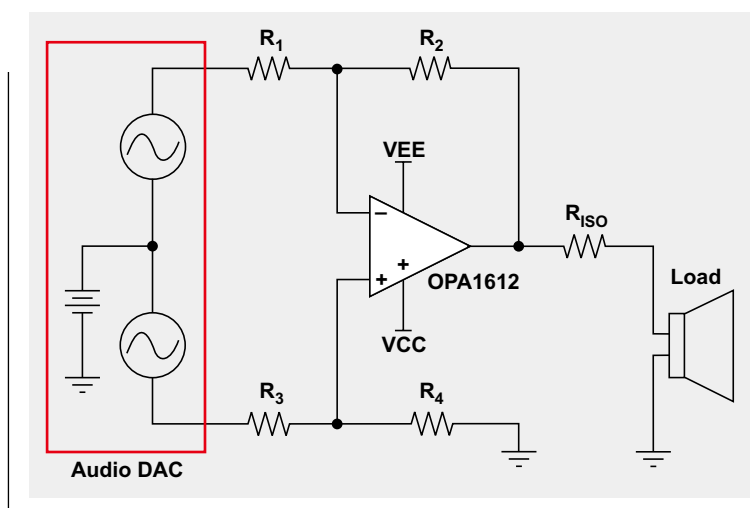 R1
R2
VEE
−
+
+
OPA1612
VCC
RISO
Load
R3
R4
Audio DAC